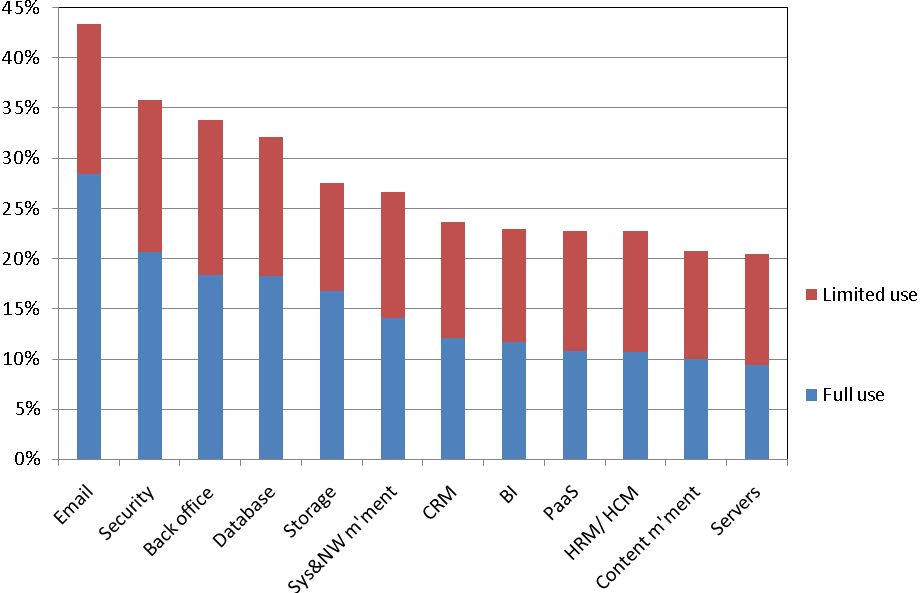 45%
40%
35%
30%
25%
20%
15%
10%
5%
0%
Email
Security
Back office
Database
Storage
Sys&NW m'ment
CRM
BI
PaaS
HRM/ HCM
Content m'ment
Servers
Limited use
Full use